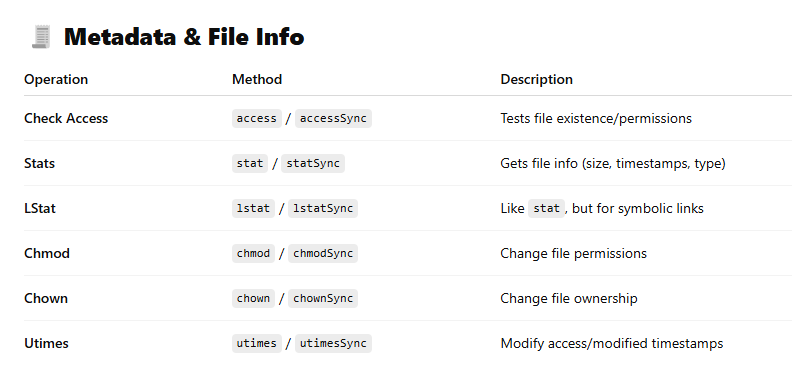 Metadata & File Info
Operation Method Description
Check Access access / accessSync Tests file existence/permissions
Stats stat / statSync Gets file info (size, timestamps, type)
LStat lstat / lstatSync Like stat, but for symbolic links
Chmod chmod / chmodSync Change file permissions
Chown chown / chownSync Change file ownership
Utimes utimes / utimesSync Modify access/modified timestamps